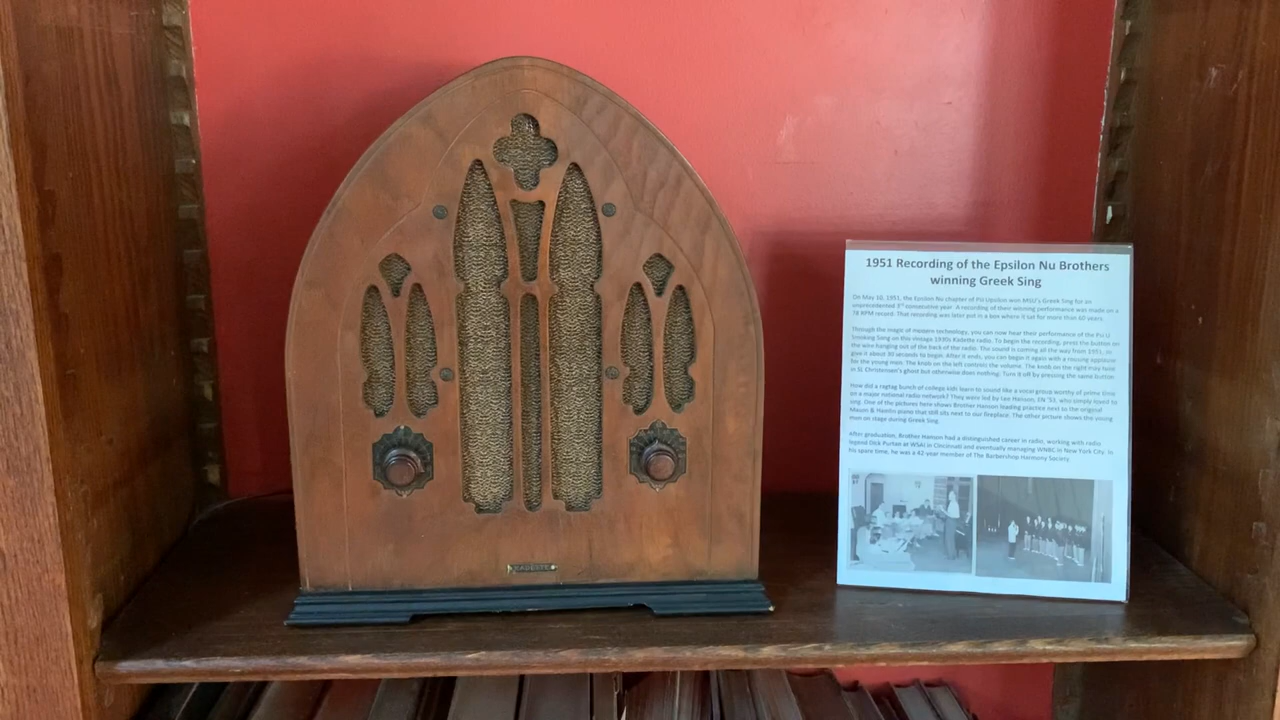 1951 Recording of the Epsilon Nu Brothers
winning Greek Sing
On May 10, 1951, the Epsilon Nu chapter of Psi Upsilon won MSU's Greek Sing for an
unprecedented 3rd consecutive year. A recording of their winning performance was made on a
78 RPM record. That recording was later put in a box where it sat for more than 60 years.
Through the magic of modern technology, you can now hear their performance of the Psi U
Smoking Song on this vintage 1930s Kadette radio. To begin the recording, press the button on
the wire hanging out of the back of the radio. The sound is coming all the way from 1951, so
give it about 30 seconds to begin. After it ends, you can begin it again with a rousing applause
for the young men. The knob on the left controls the volume. The knob on the right may tune
in SL Christensen's ghost but otherwise does nothing. Turn it off by pressing the same button.
How did a ragtag bunch of college kids learn to sound like a vocal group worthy of prime time
on a major national radio network? They were led by Lee Hanson, EN '53, who simply loved to
sing. One of the pictures here shows Brother Hanson leading practice next to the original
Mason & Hamlin piano that still sits next to our fireplace. The other picture shows the young
men on stage during Greek Sing.
After graduation, Brother Hanson had a distinguished career in radio, working with radio
legend Dick Purtan at WSAI in Cincinnati and eventually managing WNBC in New York City. In
his spare time, he was a 42-year member of The Barbershop Harmony Society.
KADETTE